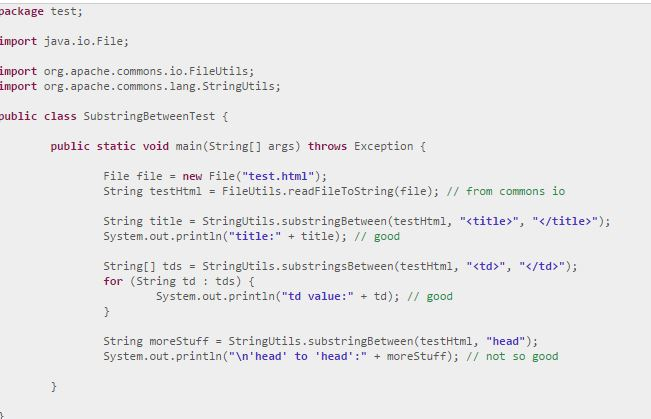 package test;
import java.io.File;
import org.apache.commons.io.FileUtils;
import org.apache.commons.lang.StringUtils;
public class SubstringBetweenTest {
public static void main(String[] args) throws Exception {
File file = new File("test.html");
String testHtml = FileUtils.readFileToString(file); // from commons io
String title = StringUtils.substringBetween(testHtml, "<title>", "</title>");
System.out.println("title:" + title); // good
String[] tds = StringUtils.substringsBetween(testHtml, "<td>", "</td>");
for (String td : tds) {
System.out.println("td value:" + td); // good
}
String moreStuff = StringUtils.substringBetween(testHtml, "head");
System.out.println("\n'head' to 'head':" + moreStuff); // not so good
}
}